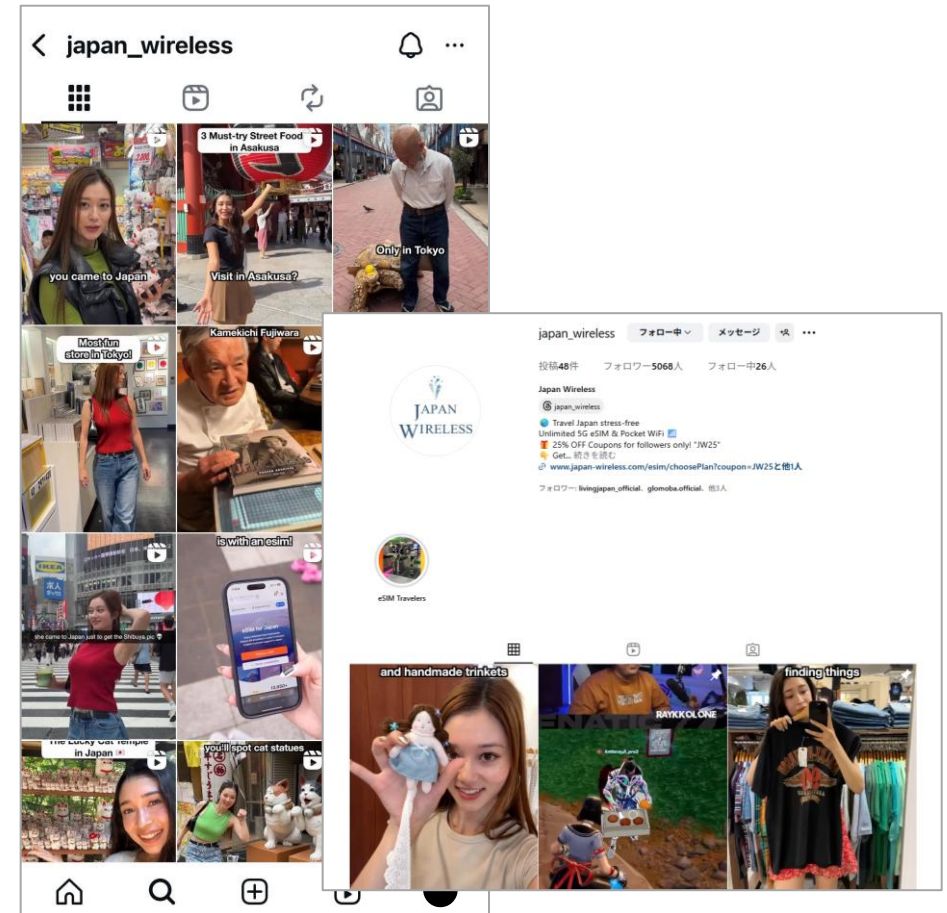 japan_wireless
3 Must-try Street Food
in Asakusa
you came to Japan
Visit in Asakusa?
Only in Tokyo
Most fun
store in Tokyo!
Kamekichi Fujiwara
IKEA
求人
she came to Japan just to get the Shibuya pic
is with an esim!
eSIM for Japan
The Lucky Cat Temple
in Japan
you'll spot cat statues
japan_wireless
フォロー中
メッセージ
投稿48件 フォロワー5068人 フォロー中26人
JAPAN
WIRELESS
Japan Wireless
japan_wireless
Travel Japan stress-free
Unlimited 5G eSIM & Pocket WiFi
25% OFF Coupons for followers only! "JW25"
Get... 続きを読む
www.japan-wireless.com/esim/choosePlan?coupon=JW25と他1人
フォロワー: livingjapan_official、glomoba.official、他3人
eSIM Travelers
and handmade trinkets
RAYKKOLONE
finding things